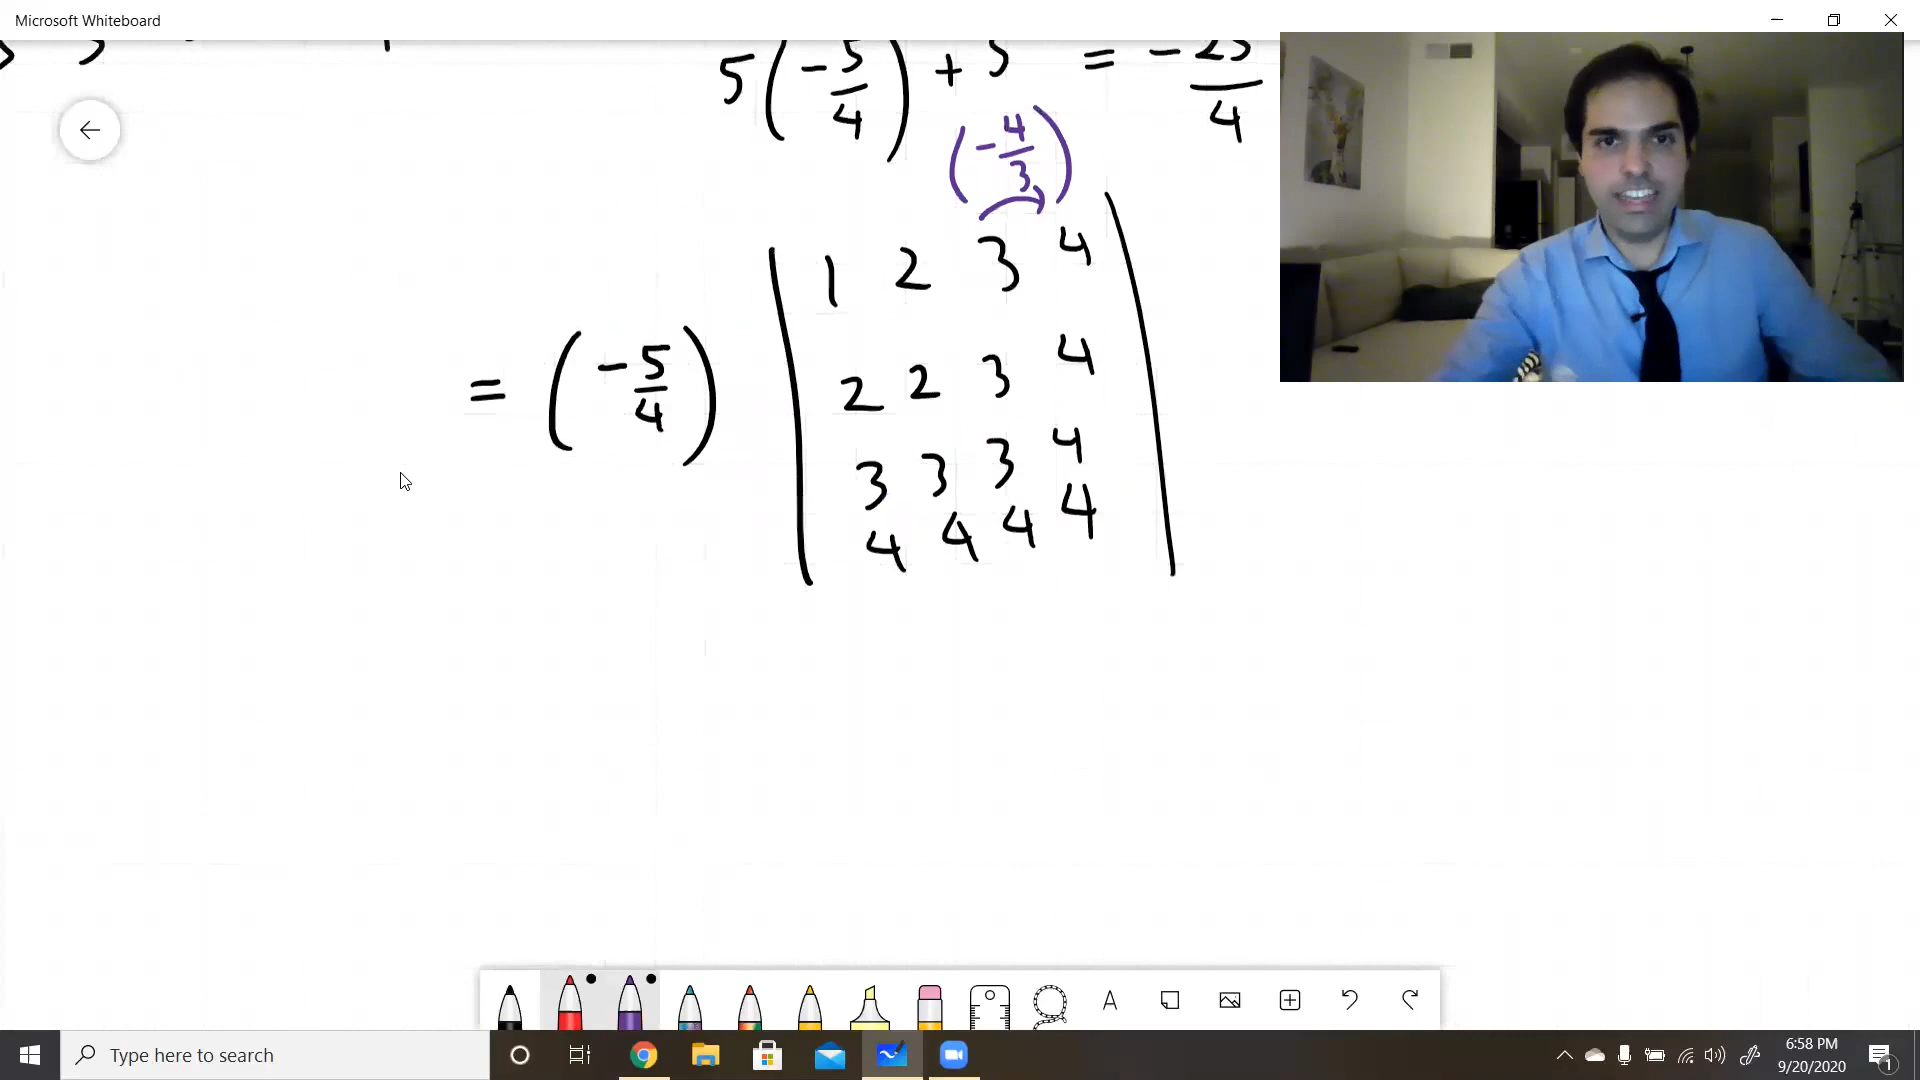 Microsoft Whiteboard
5(-5/4) + 5 = -25/4
(-4/3)
1 2 3 4
= (-5/4) 2 2 3 4
3 3 3 4
4 4 4 4
A
Type here to search
6:58 PM
9/20/2020
1